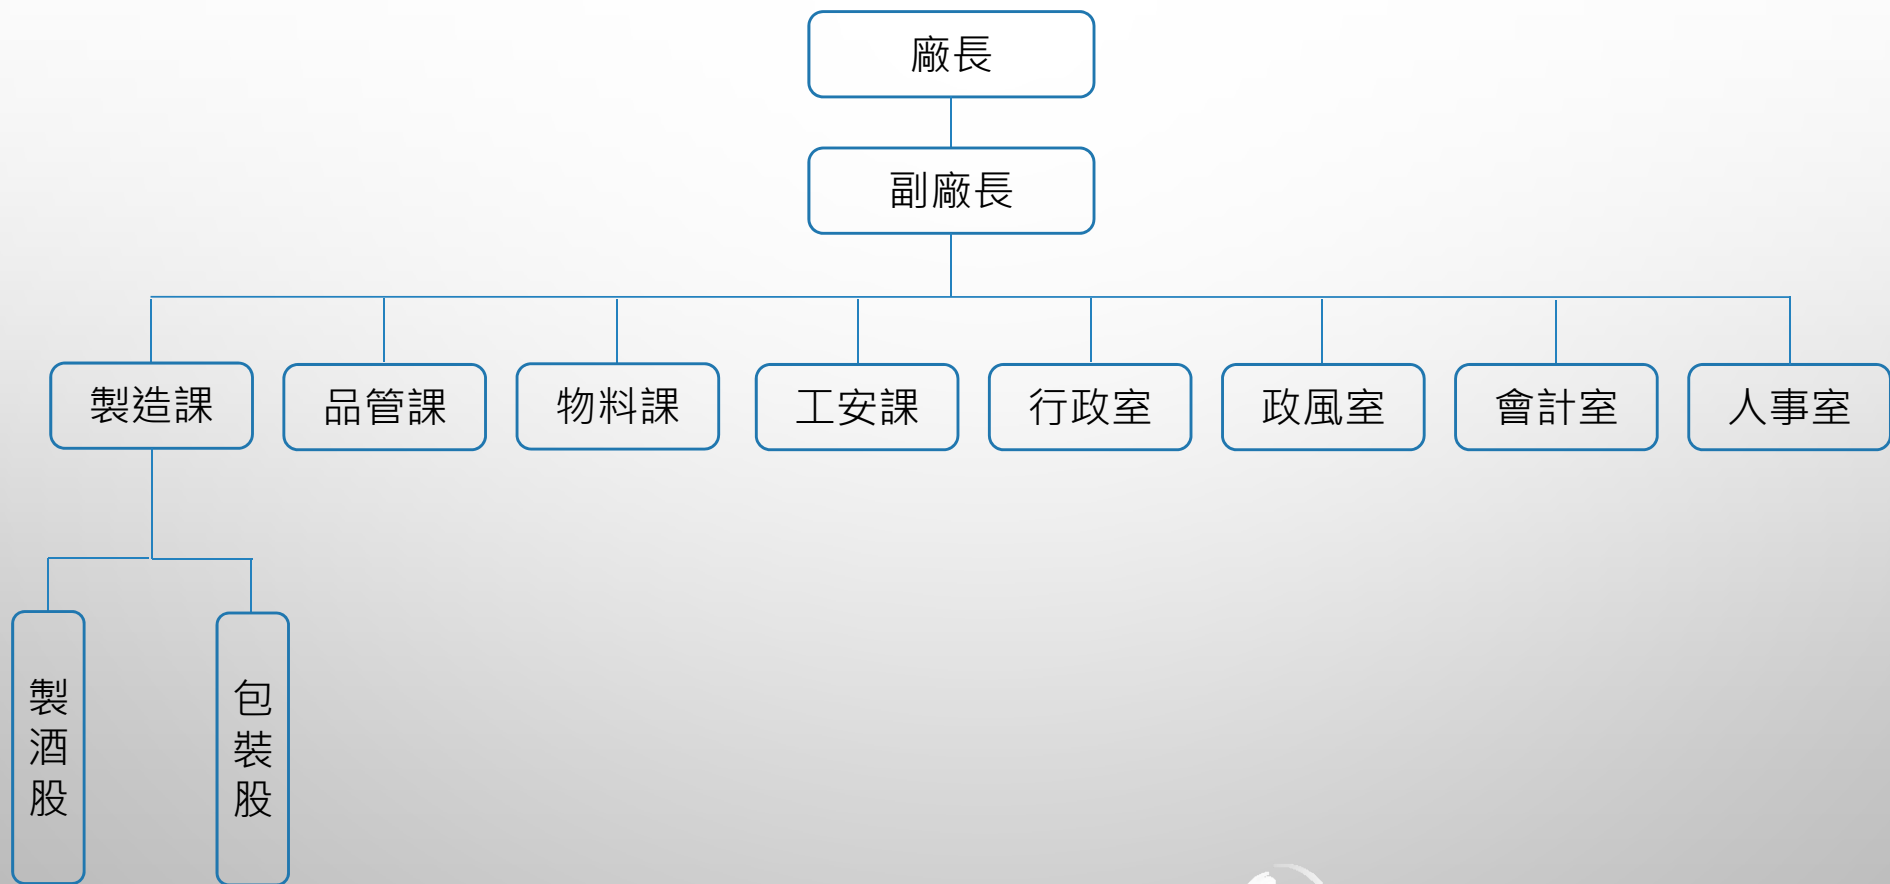 廠長
副廠長
製造課
品管課
物料課
工安課
行政室
政風室
會計室
人事室
製酒股
包裝股